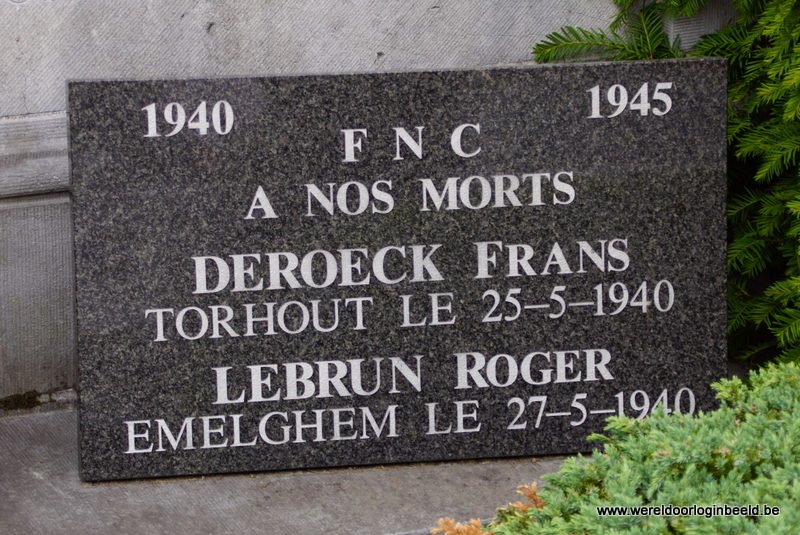 1940 1945
F N C
A NOS MORTS
DEROECK FRANS
TORHOUT LE 25-5-1940
LEBRUN ROGER
EMELGHEM LE 27-5-1940
www.wereldoorloginbeeld.be